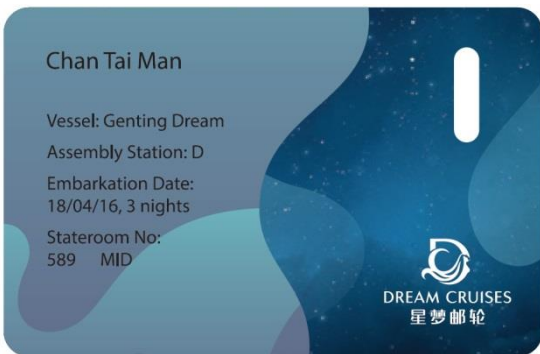 Chan Tai Man
Vessel: Genting Dream
Assembly Station: D
Embarkation Date:
18/04/16, 3 nights
Stateroom No:
589 MID
DREAM CRUISES
星梦邮轮